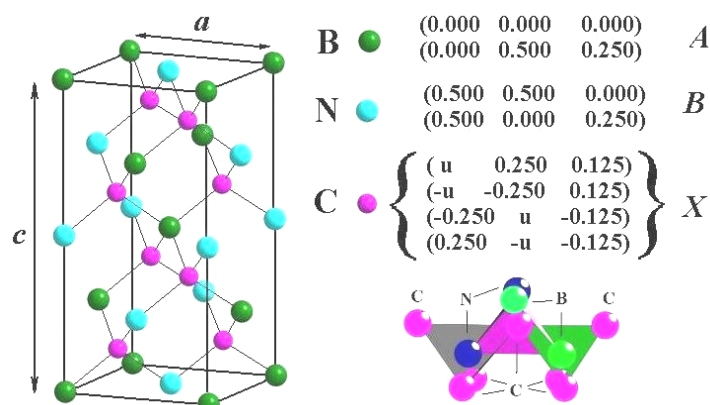 a
c
B (0.000 0.000 0.000) A
(0.000 0.500 0.250)
N (0.500 0.500 0.000) B
(0.500 0.000 0.250)
C { ( u 0.250 0.125) } X
(-u -0.250 0.125)
(-0.250 u -0.125)
(0.250 -u -0.125)
C N B C
C